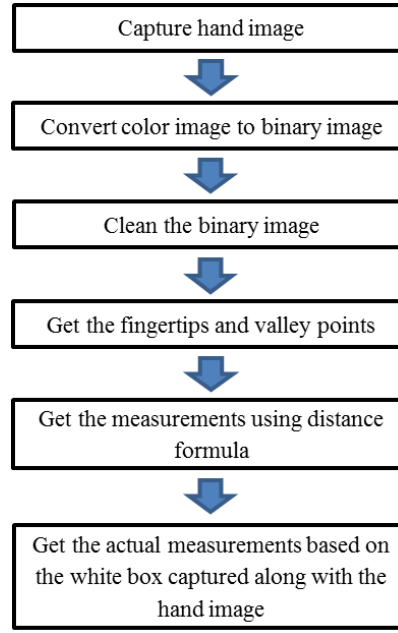 Capture hand image
Convert color image to binary image
Clean the binary image
Get the fingertips and valley points
Get the measurements using distance
formula
Get the actual measurements based on
the white box captured along with the
hand image